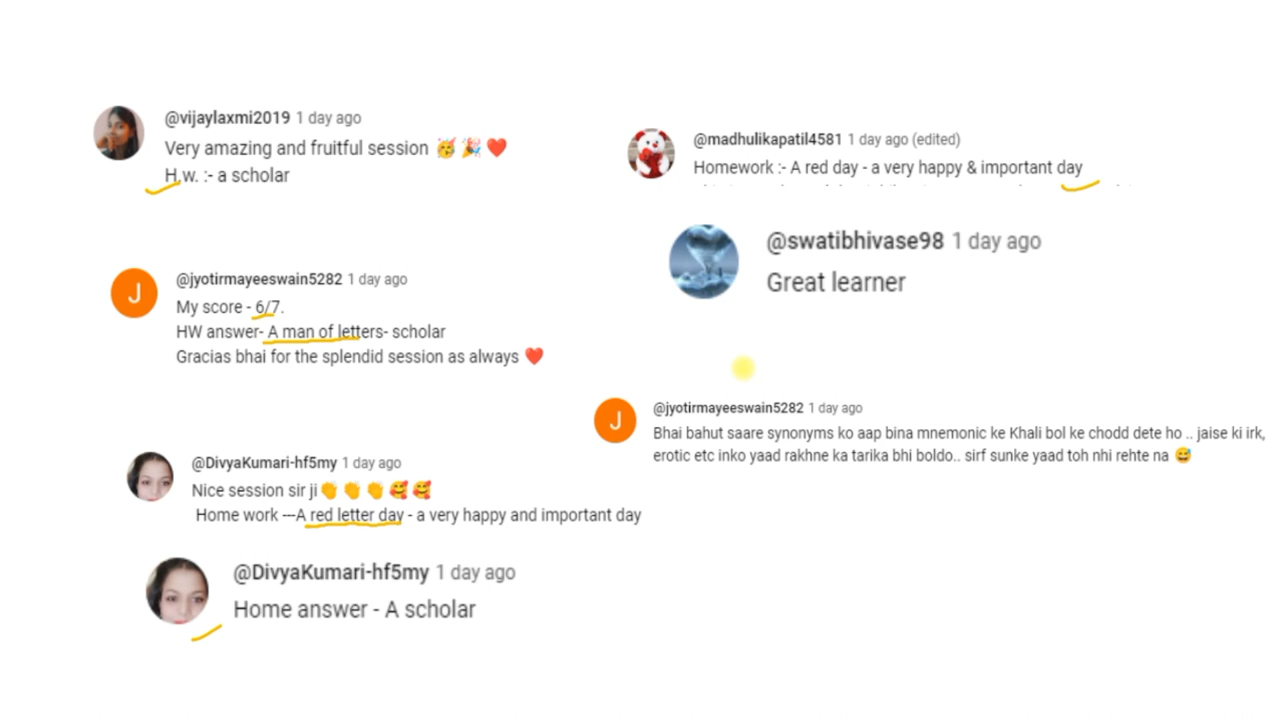 @vijaylaxmi2019 1 day ago
Very amazing and fruitful session 🥳 🎉 ❤️
H.w. :- a scholar
@madhulikapatil4581 1 day ago (edited)
Homework :- A red day - a very happy & important day
@swatibhivase98 1 day ago
Great learner
J
@jyotirmayeeswain5282 1 day ago
My score - 6/7.
HW answer- A man of letters- scholar
Gracias bhai for the splendid session as always ❤️
J
@jyotirmayeeswain5282 1 day ago
Bhai bahut saare synonyms ko aap bina mnemonic ke Khali bol ke chodd dete ho .. jaise ki irk,
erotic etc inko yaad rakhne ka tarika bhi boldo.. sirf sunke yaad toh nhi rehte na 😅
@DivyaKumari-hf5my 1 day ago
Nice session sir ji👏 👏 👏 🥰 🥰
Home work ---A red letter day - a very happy and important day
@DivyaKumari-hf5my 1 day ago
Home answer - A scholar